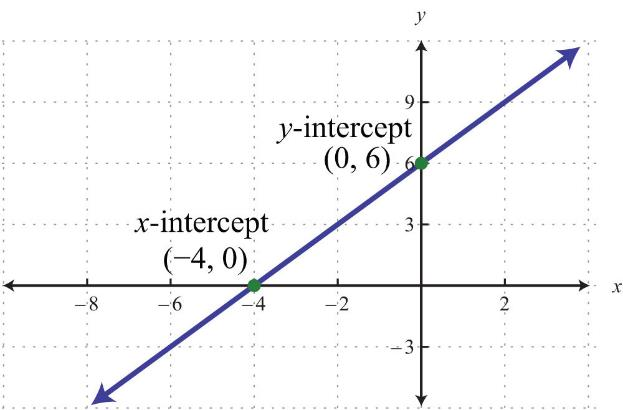 y
9
y-intercept
(0, 6) 6
3
x-intercept
(−4, 0)
x
−8 −6 −4 −2 2
−3